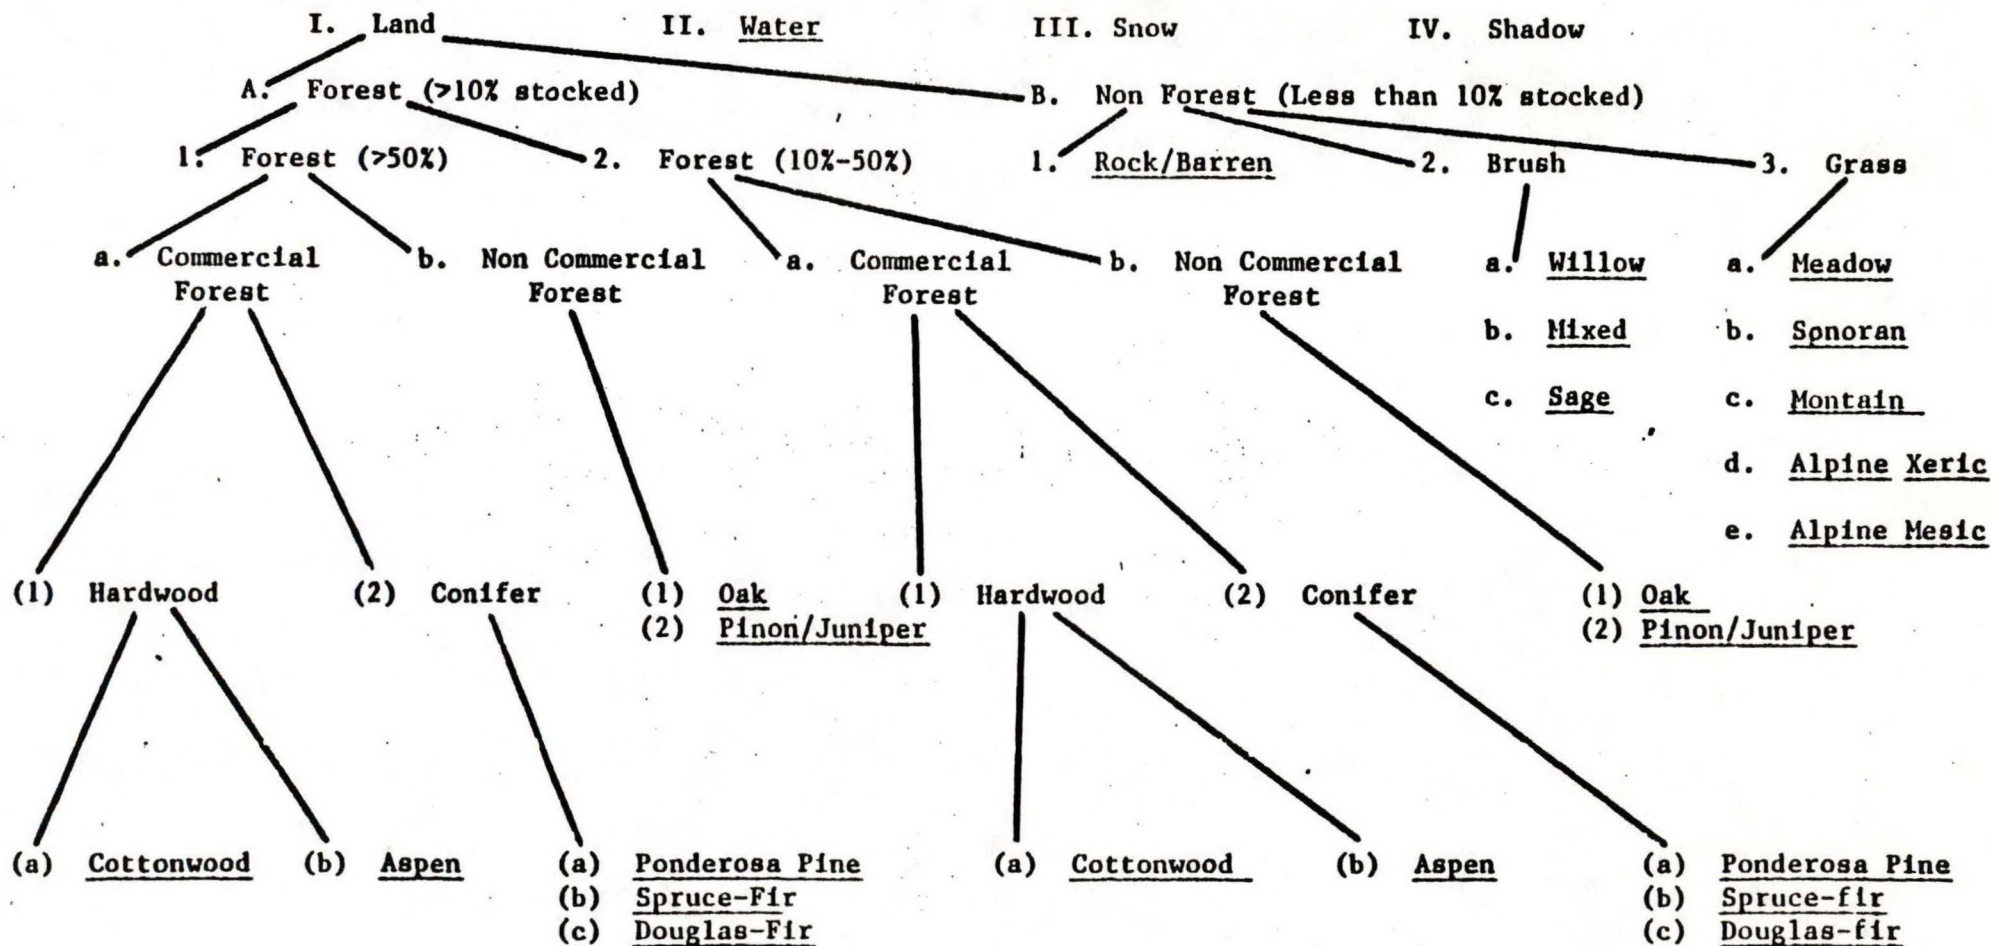 I. Land II. Water III. Snow IV. Shadow
A. Forest (>10% stocked) B. Non Forest (Less than 10% stocked)
1. Forest (>50%) 2. Forest (10%-50%) 1. Rock/Barren 2. Brush 3. Grass
a. Commercial Forest b. Non Commercial Forest a. Commercial Forest b. Non Commercial Forest a. Willow a. Meadow
b. Mixed b. Sonoran
c. Sage c. Montain
d. Alpine Xeric
e. Alpine Mesic
(1) Hardwood (2) Conifer (1) Oak (1) Hardwood (2) Conifer (1) Oak
(2) Pinon/Juniper (2) Pinon/Juniper
(a) Cottonwood (b) Aspen (a) Ponderosa Pine (a) Cottonwood (b) Aspen (a) Ponderosa Pine
(b) Spruce-Fir (b) Spruce-fir
(c) Douglas-Fir (c) Douglas-fir